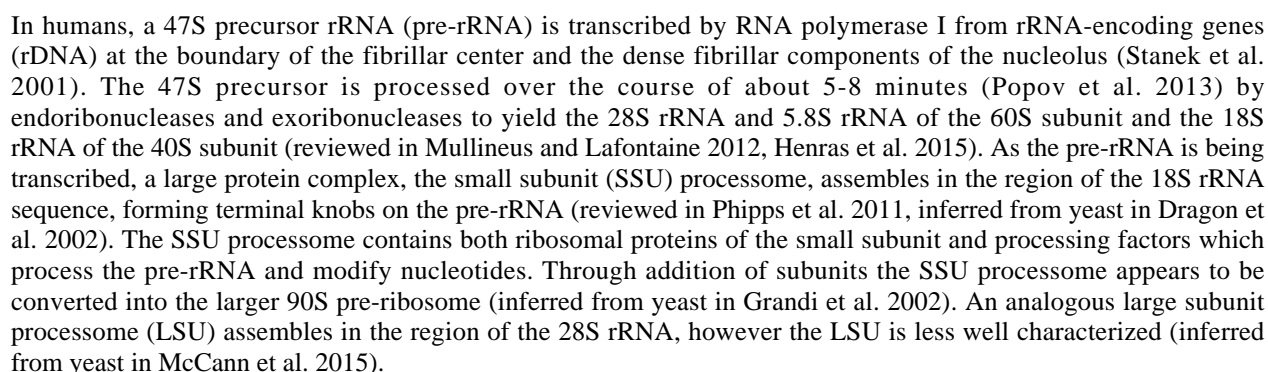 In humans, a 47S precursor rRNA (pre-rRNA) is transcribed by RNA polymerase I from rRNA-encoding genes
(rDNA) at the boundary of the fibrillar center and the dense fibrillar components of the nucleolus (Stanek et al.
2001). The 47S precursor is processed over the course of about 5-8 minutes (Popov et al. 2013) by
endoribonucleases and exoribonucleases to yield the 28S rRNA and 5.8S rRNA of the 60S subunit and the 18S
rRNA of the 40S subunit (reviewed in Mullineus and Lafontaine 2012, Henras et al. 2015). As the pre-rRNA is being
transcribed, a large protein complex, the small subunit (SSU) processome, assembles in the region of the 18S rRNA
sequence, forming terminal knobs on the pre-rRNA (reviewed in Phipps et al. 2011, inferred from yeast in Dragon et
al. 2002). The SSU processome contains both ribosomal proteins of the small subunit and processing factors which
process the pre-rRNA and modify nucleotides. Through addition of subunits the SSU processome appears to be
converted into the larger 90S pre-ribosome (inferred from yeast in Grandi et al. 2002). An analogous large subunit
processome (LSU) assembles in the region of the 28S rRNA, however the LSU is less well characterized (inferred
from yeast in McCann et al. 2015).